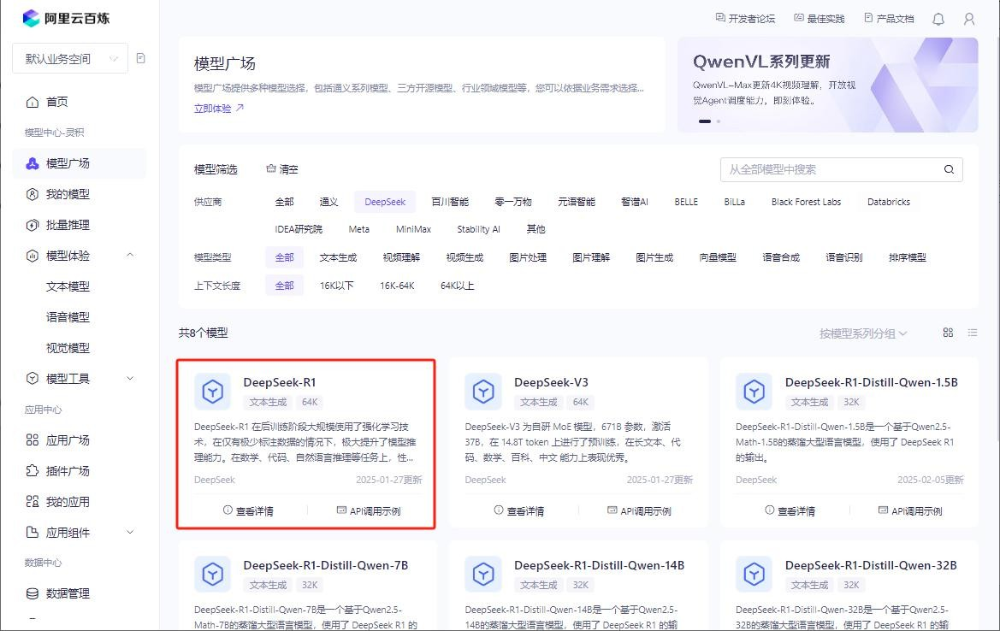 阿里云百炼
开发者论坛
最佳实践
产品文档
默认业务空间
首页
模型中心-灵积
模型广场
我的模型
批量推理
模型体验
文本模型
语音模型
视觉模型
模型工具
应用中心
应用广场
插件广场
我的应用
应用组件
数据中心
数据管理
模型广场
模型广场提供多种模型选择，包括通义系列模型、三方开源模型、行业领域模型等，您可以依据业务需求选择...
立即体验
QwenVL系列更新
QwenVL-Max更新4K视频理解，开放视
觉Agent调度能力，即刻体验。
模型筛选 清空
从全部模型中搜索
供应商 全部 通义 DeepSeek 百川智能 零一万物 元语智能 智谱AI BELLE BiLLa Black Forest Labs Databricks
IDEA研究院 Meta MiniMax Stability AI 其他
模型类型 全部 文本生成 视频理解 视频生成 图片处理 图片理解 图片生成 向量模型 语音合成 语音识别 排序模型
上下文长度 全部 16K以下 16K-64K 64K以上
共8个模型
按模型系列分组
DeepSeek-R1
文本生成 64K
DeepSeek-R1 在后训练阶段大规模使用了强化学习技
术，在仅有极少标注数据的情况下，极大提升了模型推
理能力。在数学、代码、自然语言推理等任务上，性...
DeepSeek 2025-01-27更新
查看详情 API调用示例
DeepSeek-V3
文本生成 64K
DeepSeek-V3 为自研 MoE 模型，671B 参数，激活
37B，在 14.8T token 上进行了预训练，在长文本、代
码、数学、百科、中文 能力上表现优秀。
DeepSeek 2025-01-27更新
查看详情 API调用示例
DeepSeek-R1-Distill-Qwen-1.5B
文本生成 32K
DeepSeek-R1-Distill-Qwen-1.5B是一个基于Qwen2.5-
Math-1.5B的蒸馏大型语言模型，使用了 DeepSeek R1
的输出。
DeepSeek 2025-02-05更新
查看详情 API调用示例
DeepSeek-R1-Distill-Qwen-7B
文本生成 32K
DeepSeek-R1-Distill-Qwen-7B是一个基于Qwen2.5-
Math-7B的蒸馏大型语言模型，使用了 DeepSeek R1 的
DeepSeek-R1-Distill-Qwen-14B
文本生成 32K
DeepSeek-R1-Distill-Qwen-14B是一个基于Qwen2.5-
14B的蒸馏大型语言模型，使用了 DeepSeek R1 的输
DeepSeek-R1-Distill-Qwen-32B
文本生成 32K
DeepSeek-R1-Distill-Qwen-32B是一个基于Qwen2.5-
32B的蒸馏大型语言模型，使用了 DeepSeek R1 的输